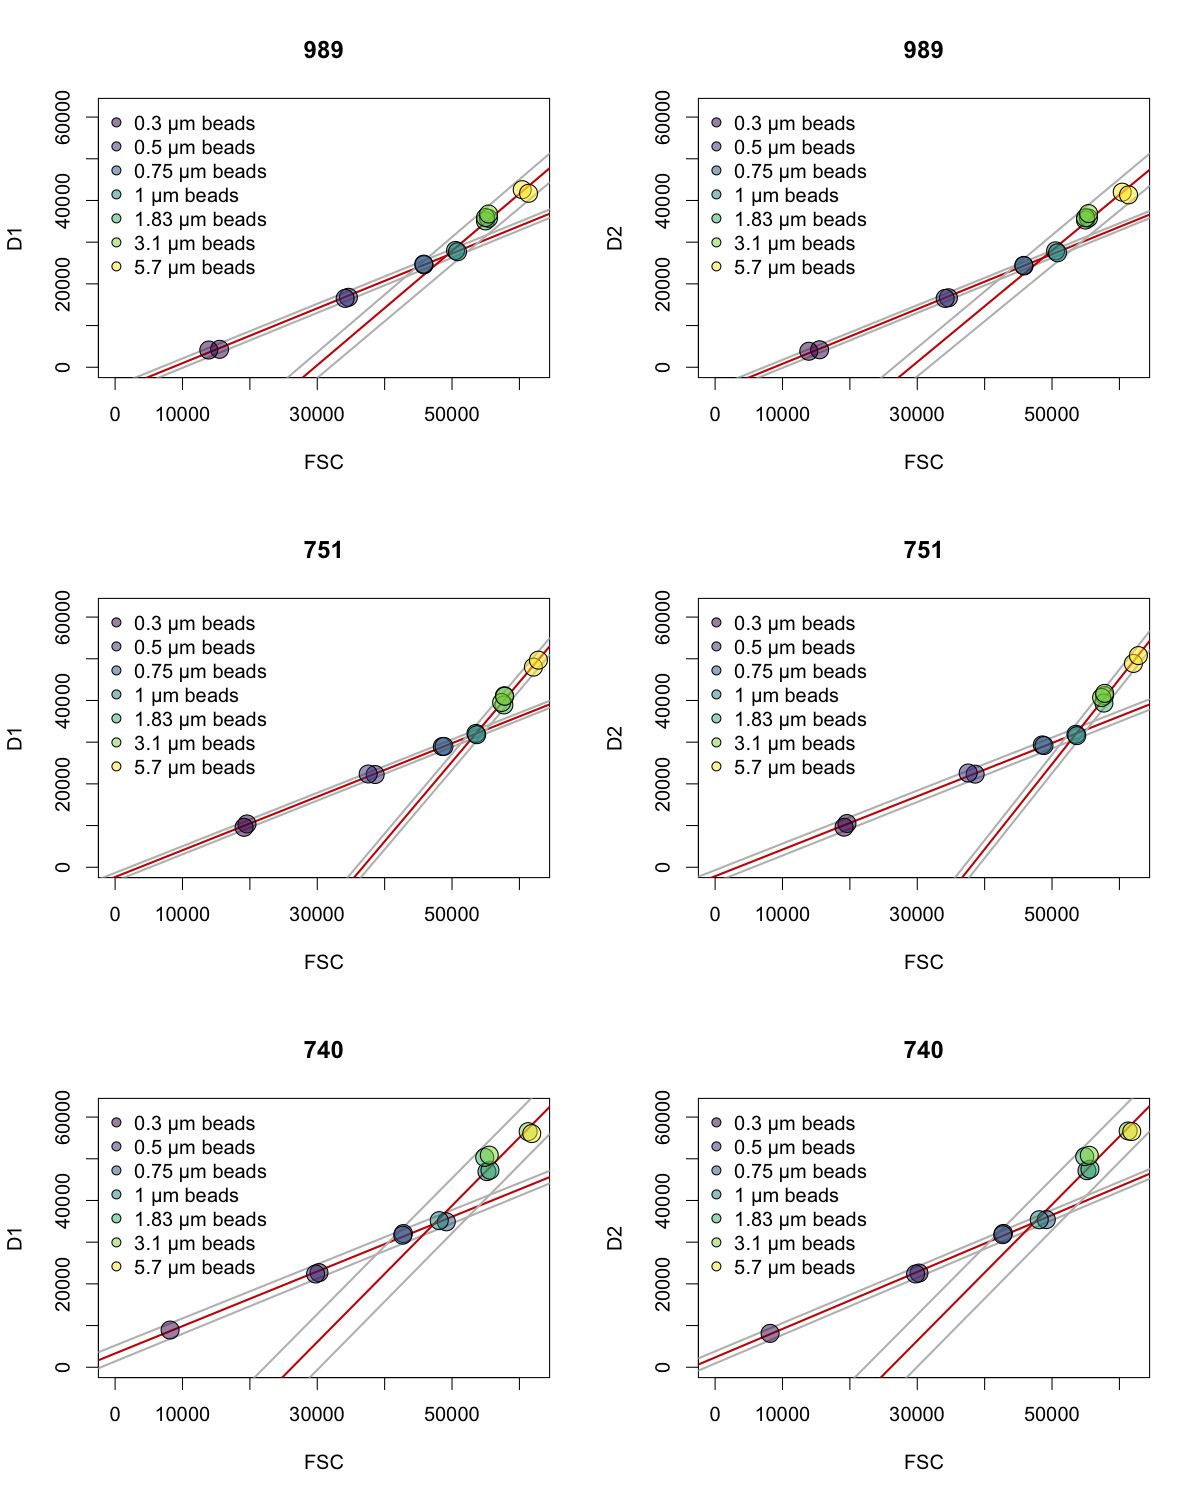 989
D1
60000
40000
20000
0
0.3 µm beads
0.5 µm beads
0.75 µm beads
1 µm beads
1.83 µm beads
3.1 µm beads
5.7 µm beads
0 10000 30000 50000
FSC
989
D2
60000
40000
20000
0
0.3 µm beads
0.5 µm beads
0.75 µm beads
1 µm beads
1.83 µm beads
3.1 µm beads
5.7 µm beads
0 10000 30000 50000
FSC
751
D1
60000
40000
20000
0
0.3 µm beads
0.5 µm beads
0.75 µm beads
1 µm beads
1.83 µm beads
3.1 µm beads
5.7 µm beads
0 10000 30000 50000
FSC
751
D2
60000
40000
20000
0
0.3 µm beads
0.5 µm beads
0.75 µm beads
1 µm beads
1.83 µm beads
3.1 µm beads
5.7 µm beads
0 10000 30000 50000
FSC
740
D1
60000
40000
20000
0
0.3 µm beads
0.5 µm beads
0.75 µm beads
1 µm beads
1.83 µm beads
3.1 µm beads
5.7 µm beads
0 10000 30000 50000
FSC
740
D2
60000
40000
20000
0
0.3 µm beads
0.5 µm beads
0.75 µm beads
1 µm beads
1.83 µm beads
3.1 µm beads
5.7 µm beads
0 10000 30000 50000
FSC